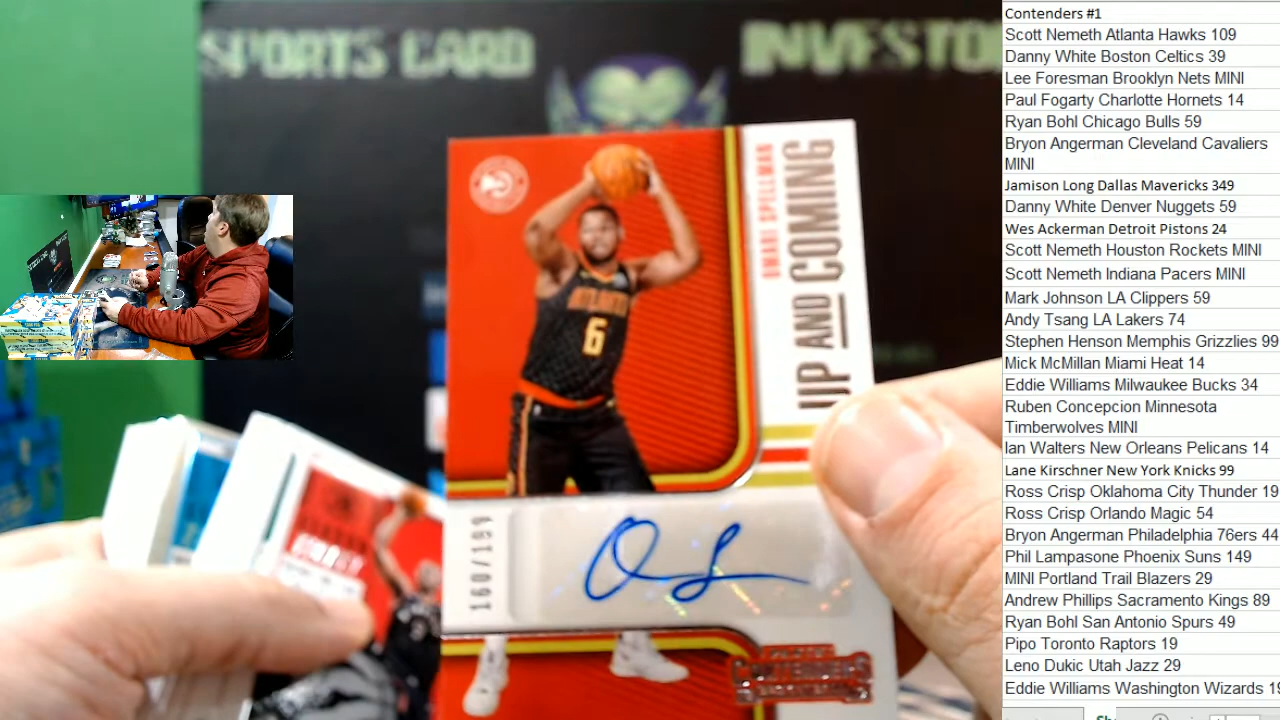 SPORTS CARD INVESTO
OMARI SPELLMAN
UP AND COMING
ATLANTA
6
160/199
CONTENDERS
Contenders #1
Scott Nemeth Atlanta Hawks 109
Danny White Boston Celtics 39
Lee Foresman Brooklyn Nets MINI
Paul Fogarty Charlotte Hornets 14
Ryan Bohl Chicago Bulls 59
Bryon Angerman Cleveland Cavaliers
MINI
Jamison Long Dallas Mavericks 349
Danny White Denver Nuggets 59
Wes Ackerman Detroit Pistons 24
Scott Nemeth Houston Rockets MINI
Scott Nemeth Indiana Pacers MINI
Mark Johnson LA Clippers 59
Andy Tsang LA Lakers 74
Stephen Henson Memphis Grizzlies 99
Mick McMillan Miami Heat 14
Eddie Williams Milwaukee Bucks 34
Ruben Concepcion Minnesota
Timberwolves MINI
Ian Walters New Orleans Pelicans 14
Lane Kirschner New York Knicks 99
Ross Crisp Oklahoma City Thunder 19
Ross Crisp Orlando Magic 54
Bryon Angerman Philadelphia 76ers 44
Phil Lampasone Phoenix Suns 149
MINI Portland Trail Blazers 29
Andrew Phillips Sacramento Kings 89
Ryan Bohl San Antonio Spurs 49
Pipo Toronto Raptors 19
Leno Dukic Utah Jazz 29
Eddie Williams Washington Wizards 19